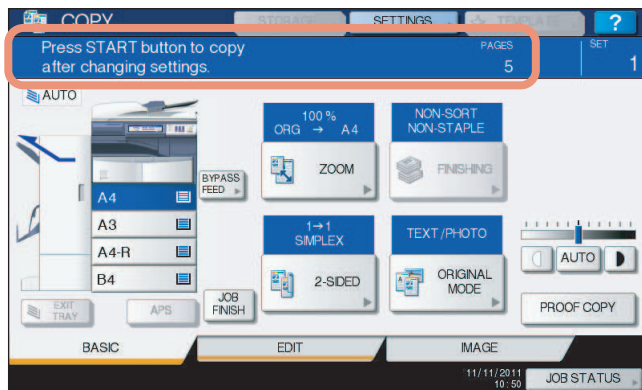 COPY STORAGE SETTINGS TEMPLATE ?
Press START button to copy
after changing settings.
PAGES
5
SET
1
AUTO
A4
A3
A4-R
B4
BYPASS
FEED
EXIT
TRAY
APS
JOB
FINISH
100 %
ORG → A4
ZOOM
NON-SORT
NON-STAPLE
FINISHING
1→1
SIMPLEX
2-SIDED
TEXT/PHOTO
ORIGINAL
MODE
AUTO
PROOF COPY
BASIC EDIT IMAGE
11/11/2011
10:50
JOB STATUS